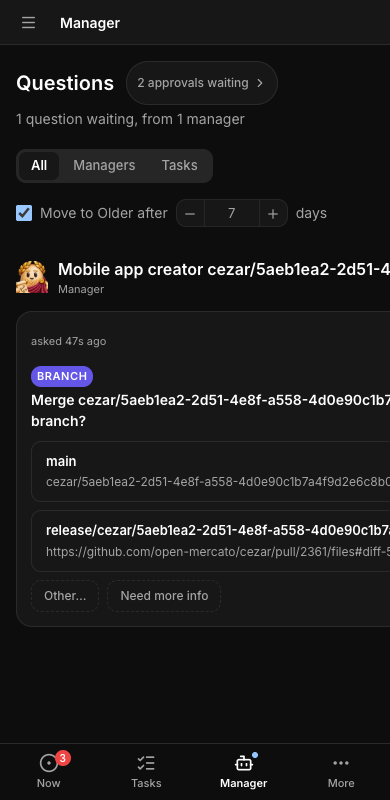 Manager
Questions
2 approvals waiting
1 question waiting, from 1 manager
All Managers Tasks
Move to Older after 7 days
Mobile app creator cezar/5aeb1ea2-2d51-4
Manager
asked 47s ago
BRANCH
Merge cezar/5aeb1ea2-2d51-4e8f-a558-4d0e90c1b7
branch?
main
cezar/5aeb1ea2-2d51-4e8f-a558-4d0e90c1b7a4f9d2e6c8b0
release/cezar/5aeb1ea2-2d51-4e8f-a558-4d0e90c1b7a
https://github.com/open-mercato/cezar/pull/2361/files#diff-5
Other... Need more info
3
Now Tasks Manager More